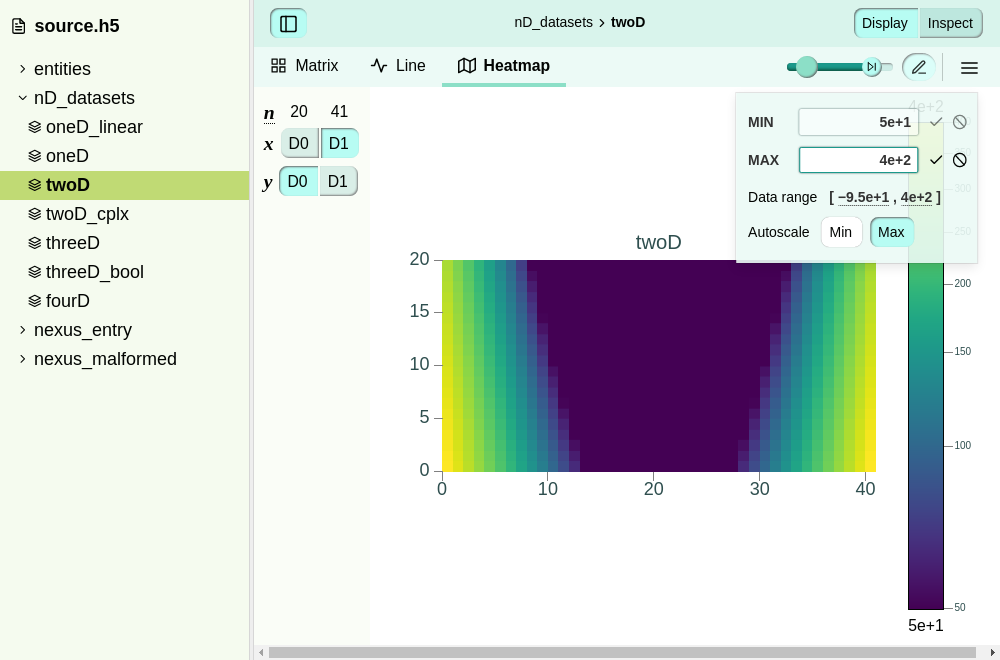 source.h5
nD_datasets > twoD
Display
Inspect
entities
nD_datasets
oneD_linear
oneD
twoD
twoD_cplx
threeD
threeD_bool
fourD
nexus_entry
nexus_malformed
Matrix
Line
Heatmap
n 20 41
x D0 D1
y D0 D1
4e+2
MIN 5e+1
MAX 4e+2
Data range [ −9.5e+1 , 4e+2 ]
Autoscale Min Max
twoD
20
15
10
5
0
0 10 20 30 40
300
250
200
150
100
50
5e+1